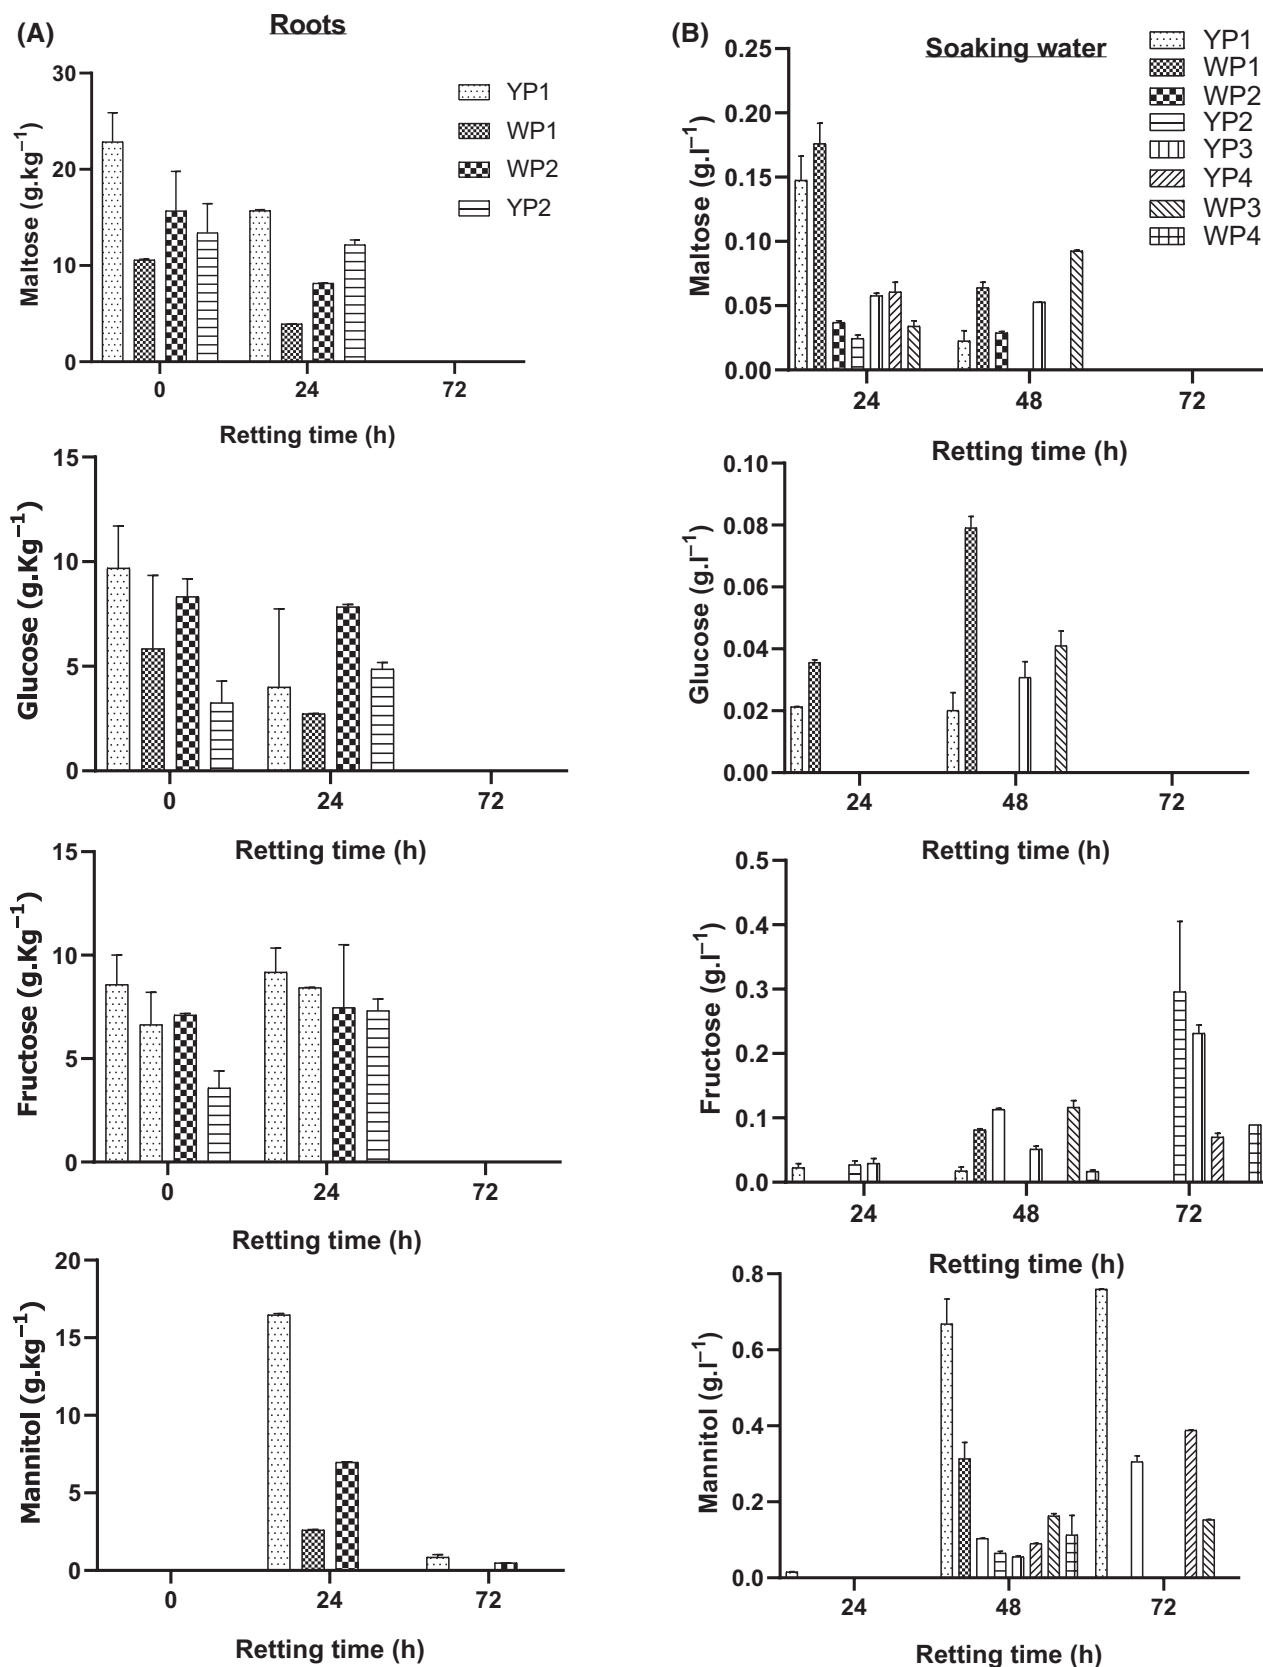 (A)
Roots
30
20
10
0
Maltose (g.kg−1)
YP1
WP1
WP2
YP2
0 24 72
Retting time (h)
15
10
5
0
Glucose (g.Kg−1)
0 24 72
Retting time (h)
15
10
5
0
Fructose (g.Kg−1)
0 24 72
Retting time (h)
20
15
10
5
0
Mannitol (g.kg−1)
0 24 72
Retting time (h)
(B)
Soaking water
0.25
0.20
0.15
0.10
0.05
0.00
Maltose (g.l−1)
YP1
WP1
WP2
YP2
YP3
YP4
WP3
WP4
24 48 72
Retting time (h)
0.10
0.08
0.06
0.04
0.02
0.00
Glucose (g.l−1)
24 48 72
Retting time (h)
0.5
0.4
0.3
0.2
0.1
0.0
Fructose (g.l−1)
24 48 72
Retting time (h)
0.8
0.6
0.4
0.2
0.0
Mannitol (g.l−1)
24 48 72
Retting time (h)